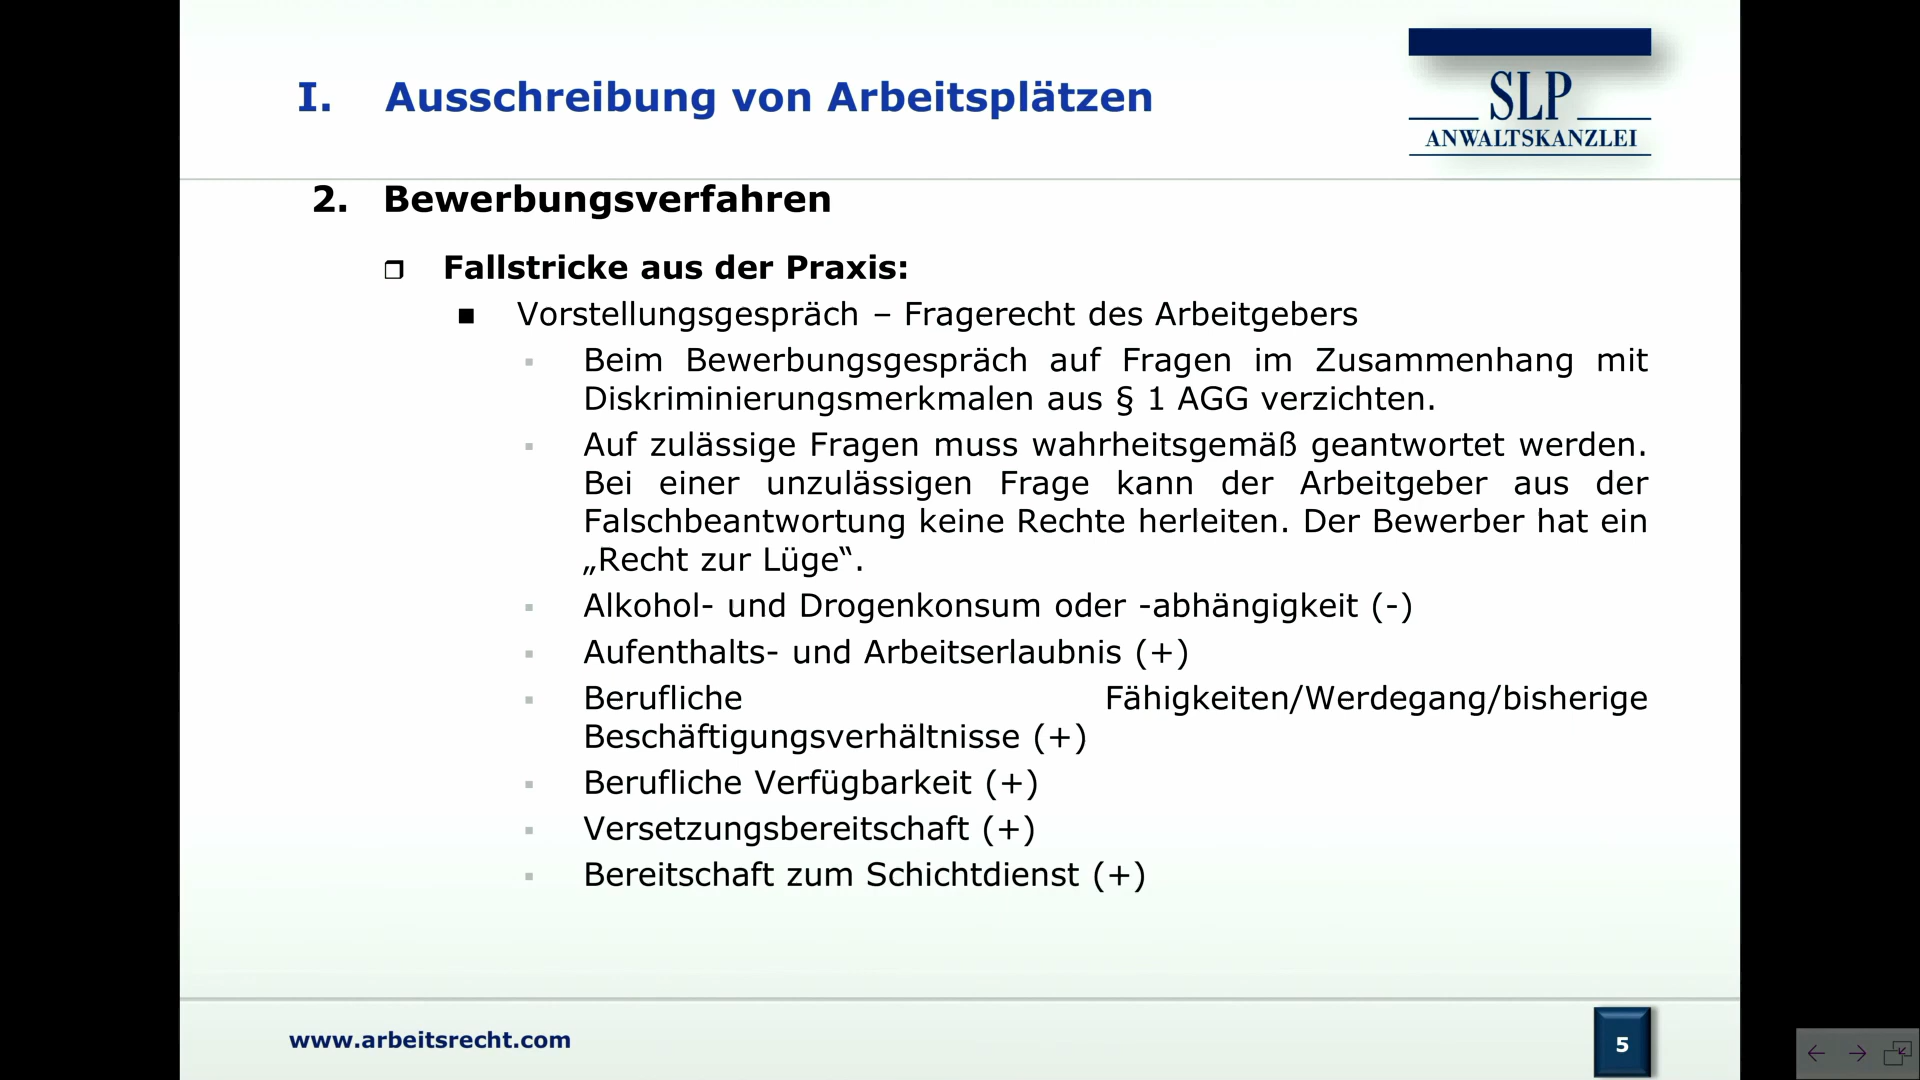 I. Ausschreibung von Arbeitsplätzen
SLP
ANWALTSKANZLEI
2. Bewerbungsverfahren
Fallstricke aus der Praxis:
Vorstellungsgespräch – Fragerecht des Arbeitgebers
Beim Bewerbungsgespräch auf Fragen im Zusammenhang mit
Diskriminierungsmerkmalen aus § 1 AGG verzichten.
Auf zulässige Fragen muss wahrheitsgemäß geantwortet werden.
Bei einer unzulässigen Frage kann der Arbeitgeber aus der
Falschbeantwortung keine Rechte herleiten. Der Bewerber hat ein
„Recht zur Lüge“.
Alkohol- und Drogenkonsum oder -abhängigkeit (-)
Aufenthalts- und Arbeitserlaubnis (+)
Berufliche Fähigkeiten/Werdegang/bisherige
Beschäftigungsverhältnisse (+)
Berufliche Verfügbarkeit (+)
Versetzungsbereitschaft (+)
Bereitschaft zum Schichtdienst (+)
www.arbeitsrecht.com
5